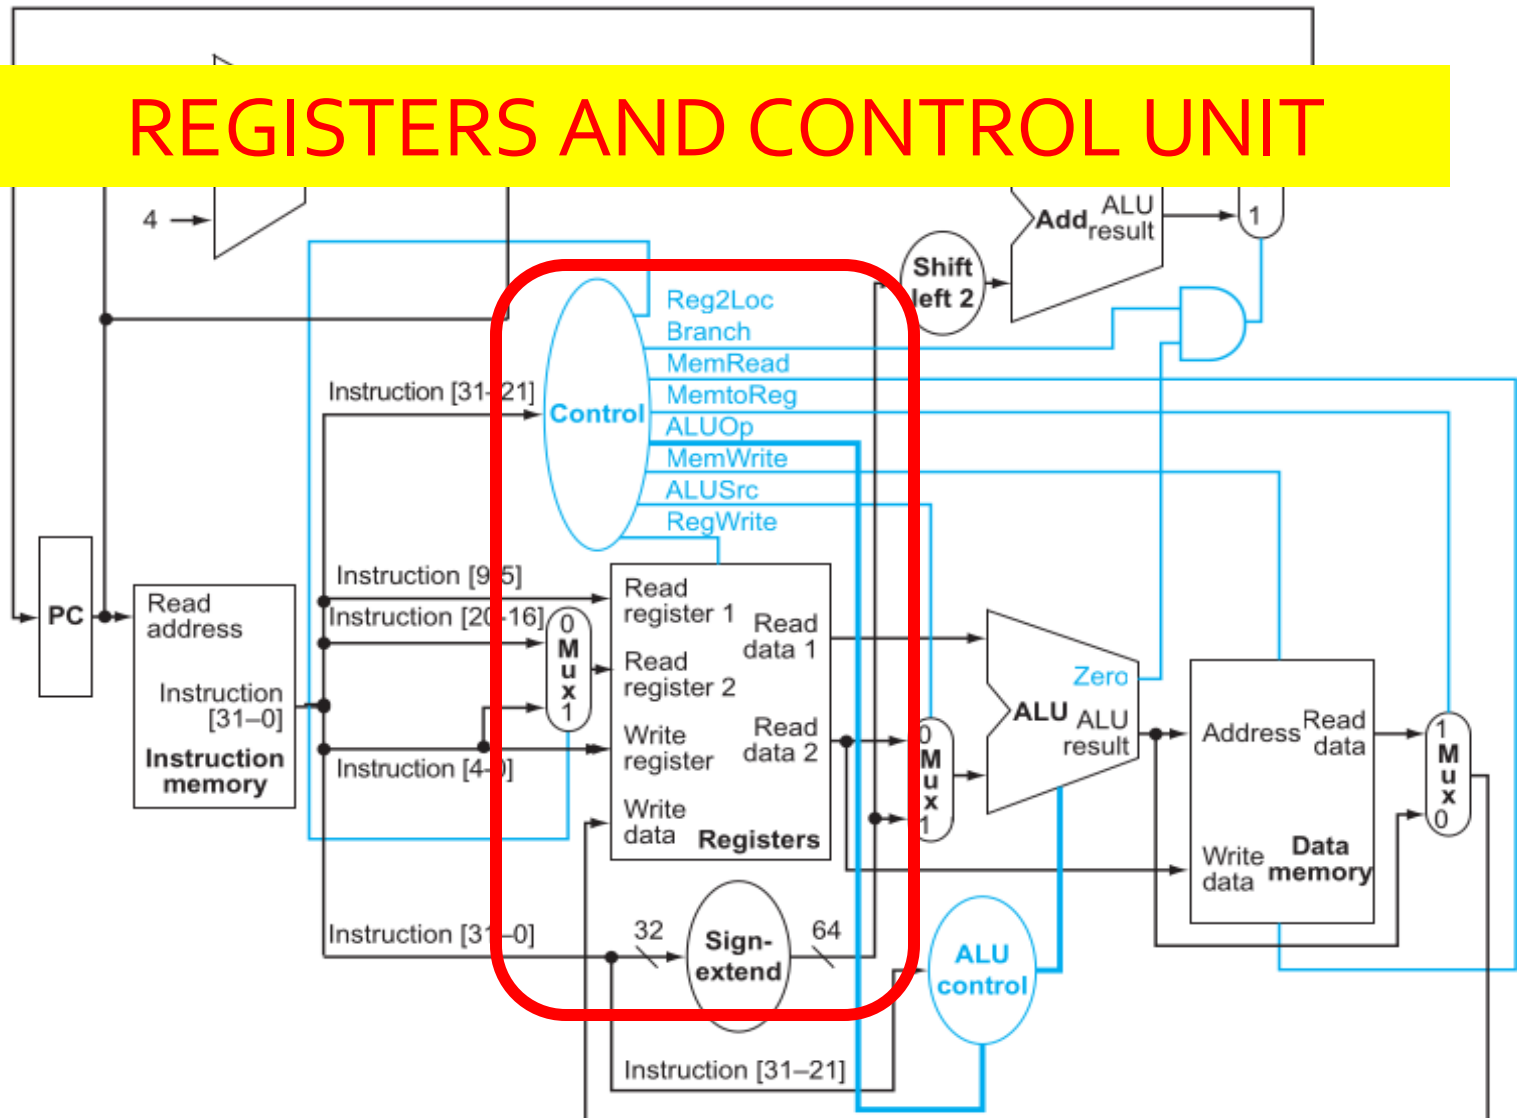 REGISTERS AND CONTROL UNIT
4
Add
ALU
result
1
Shift
left 2
Reg2Loc
Branch
MemRead
MemtoReg
ALUOp
MemWrite
ALUSrc
RegWrite
Instruction [31–21]
Control
PC
Read
address
Instruction
[31–0]
Instruction
memory
Instruction [9-5]
Instruction [20-16]
Instruction [4-0]
0
M
u
x
1
Read
register 1
Read
register 2
Write
register
Write
data
Read
data 1
Read
data 2
Registers
0
M
u
x
1
Zero
ALU
ALU
result
Address
Read
data
Write
data
Data
memory
1
M
u
x
0
Instruction [31–0]
32
Sign-
extend
64
ALU
control
Instruction [31–21]